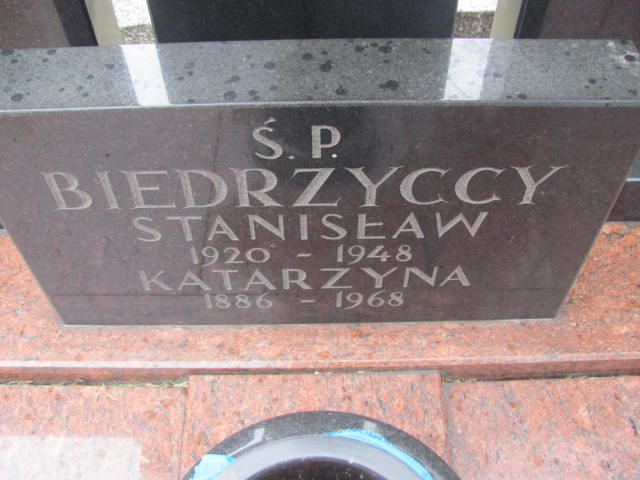 Ś. P.
BIEDRZYCCY
STANISŁAW
1920 - 1948
KATARZYNA
1886 - 1968